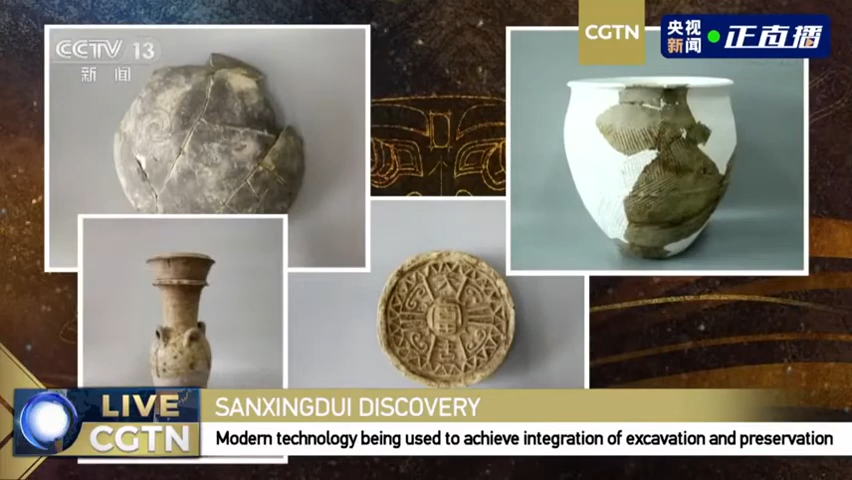 CCTV 13
新闻
CGTN
央视
新闻
正直播
LIVE
CGTN
SANXINGDUI DISCOVERY
Modern technology being used to achieve integration of excavation and preservation